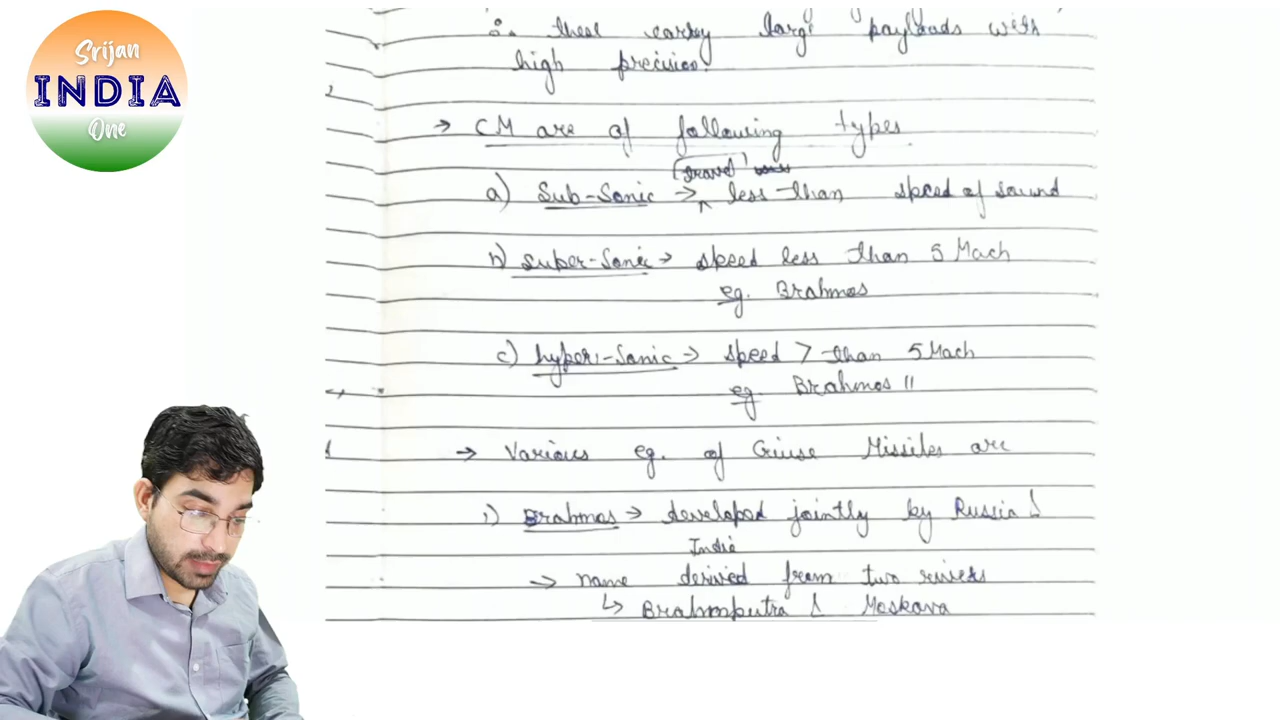 Srijan
INDIA
One
∴ these carry large payloads with
high precision.
→ CM are of following types
travel
a) Sub-Sonic → less than speed of sound
b) Super-Sonic → speed less than 5 Mach
eg. Brahmos
c) hyper-Sonic → speed > than 5 Mach
eg. Brahmos II
→ Various eg. of Criuse Missiles are
i) Brahmos → developed jointly by Russia &
India
→ name derived from two rivers
↳ Brahmputra & Moskava